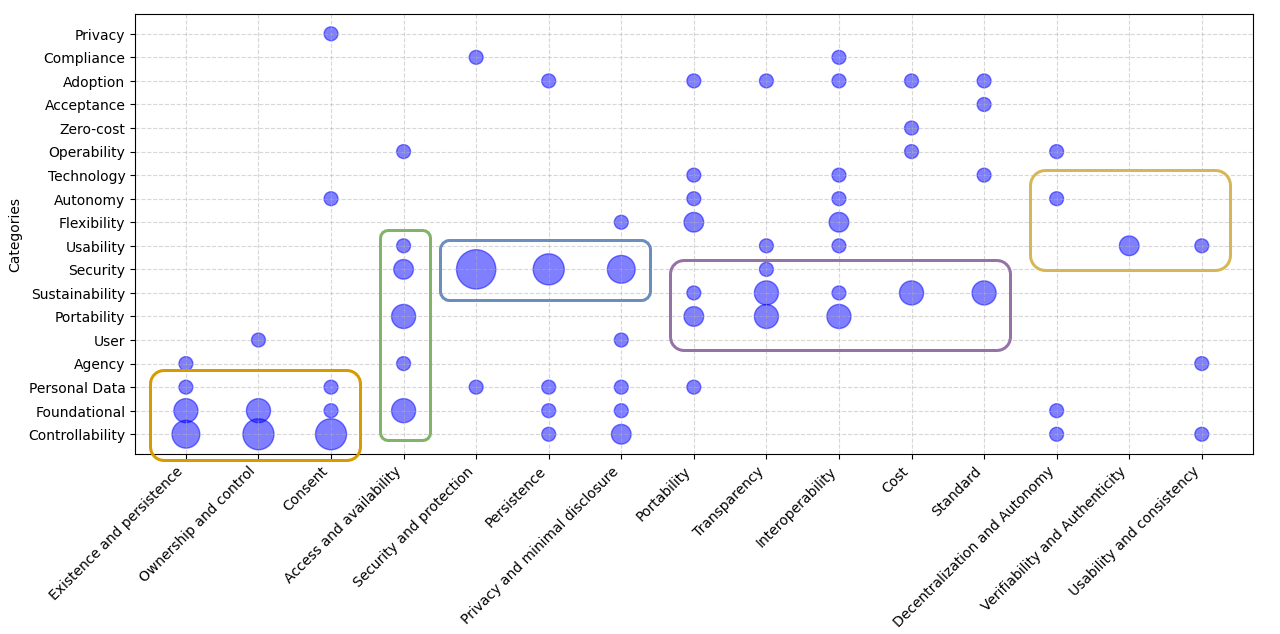 Categories
Privacy
Compliance
Adoption
Acceptance
Zero-cost
Operability
Technology
Autonomy
Flexibility
Usability
Security
Sustainability
Portability
User
Agency
Personal Data
Foundational
Controllability
Existence and persistence
Ownership and control
Consent
Access and availability
Security and protection
Persistence
Privacy and minimal disclosure
Portability
Transparency
Interoperability
Cost
Standard
Decentralization and Autonomy
Verifiability and Authenticity
Usability and consistency